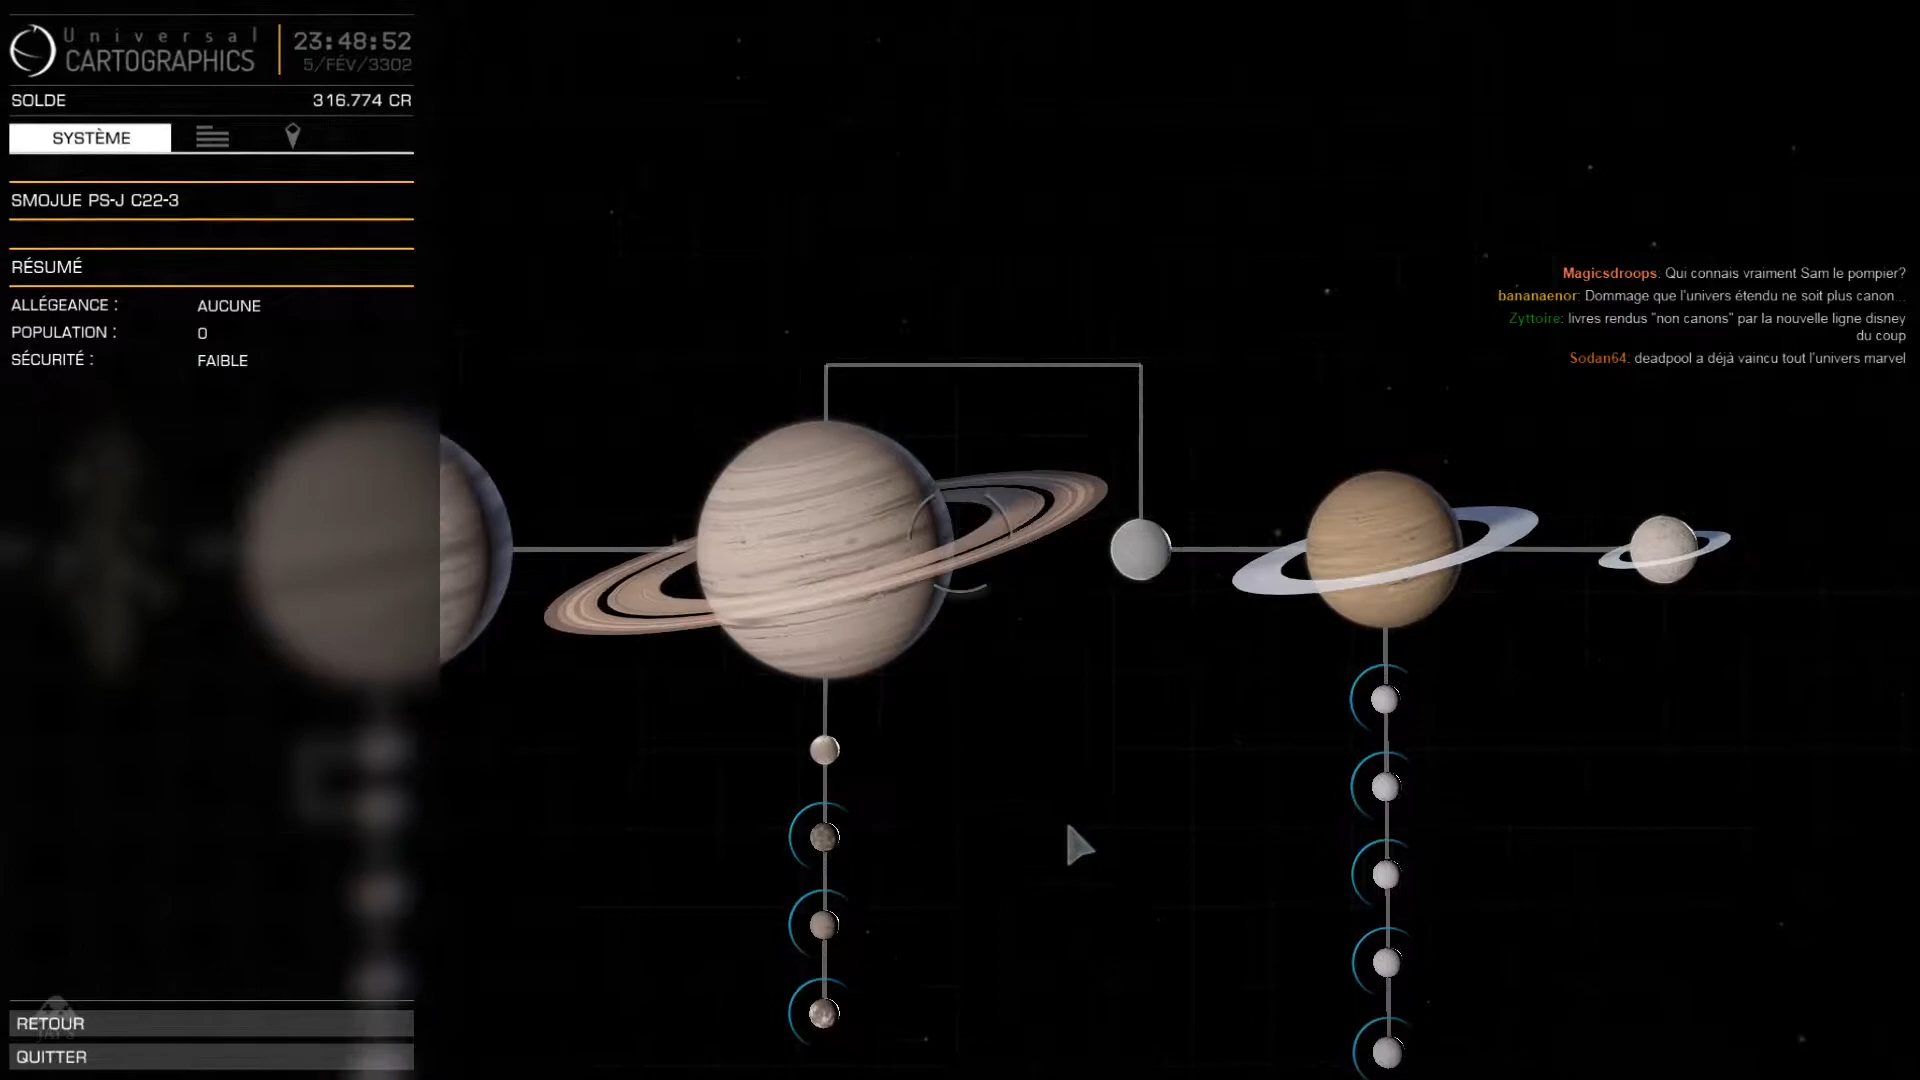 Universal
CARTOGRAPHICS
23:48:52
5/FÉV/3302
SOLDE 316.774 CR
SYSTÈME
SMOJUE PS-J C22-3
RÉSUMÉ
ALLÉGEANCE : AUCUNE
POPULATION : 0
SÉCURITÉ : FAIBLE
Magicsdroops: Qui connais vraiment Sam le pompier?
bananaenor: Dommage que l'univers étendu ne soit plus canon...
Zyttoire: livres rendus "non canons" par la nouvelle ligne disney
du coup
Sodan64: deadpool a déjà vaincu tout l'univers marvel
RETOUR
QUITTER